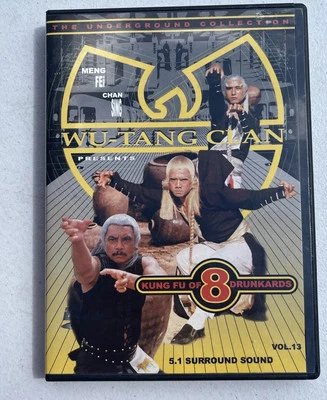 THE UNDERGROUND COLLECTION
MENG
FEI
CHAN
SING
WU-TANG CLAN
PRESENTS
KUNG FU OF 8 DRUNKARDS
VOL.13
5.1 SURROUND SOUND